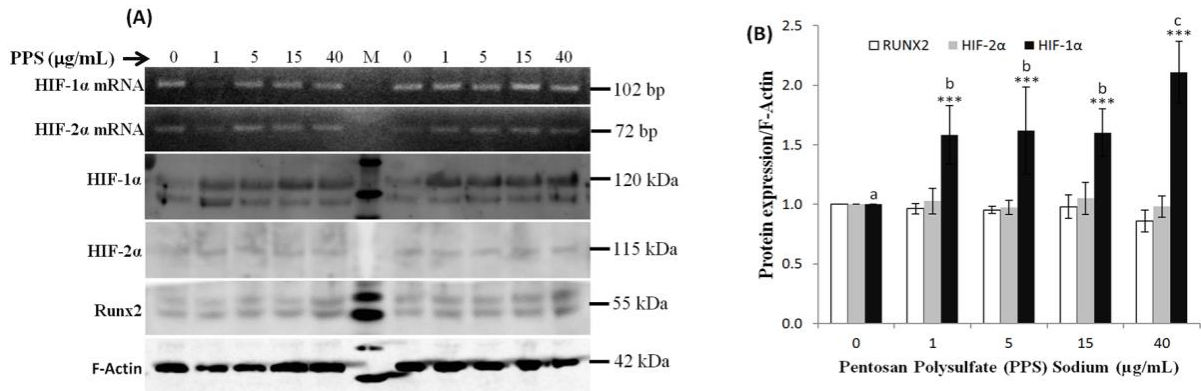 (A)
PPS (µg/mL) 0 1 5 15 40 M 0 1 5 15 40
HIF-1α mRNA 102 bp
HIF-2α mRNA 72 bp
HIF-1α 120 kDa
HIF-2α 115 kDa
Runx2 55 kDa
F-Actin 42 kDa
(B)
RUNX2 HIF-2α HIF-1α
Protein expression/F-Actin
2.5
2.0
1.5
1.0
0.5
0.0
a
b
***
b
***
b
***
c
***
0 1 5 15 40
Pentosan Polysulfate (PPS) Sodium (µg/mL)